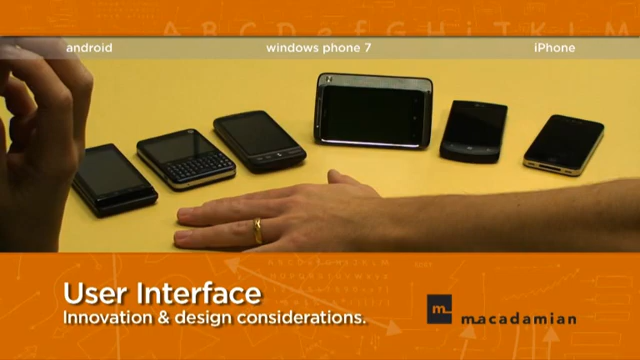 android windows phone 7 iPhone
User Interface
Innovation & design considerations.
m macadamian